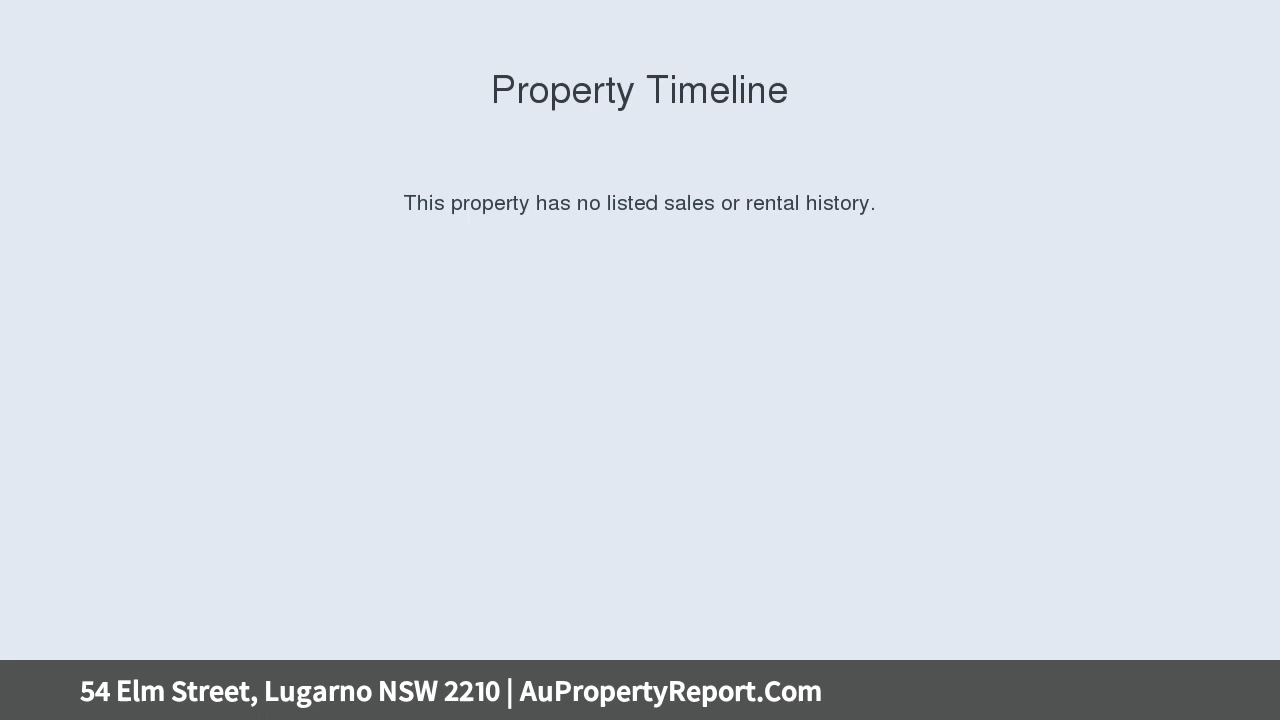 Property Timeline
This property has no listed sales or rental history.
54 Elm Street, Lugarno NSW 2210 | AuPropertyReport.Com